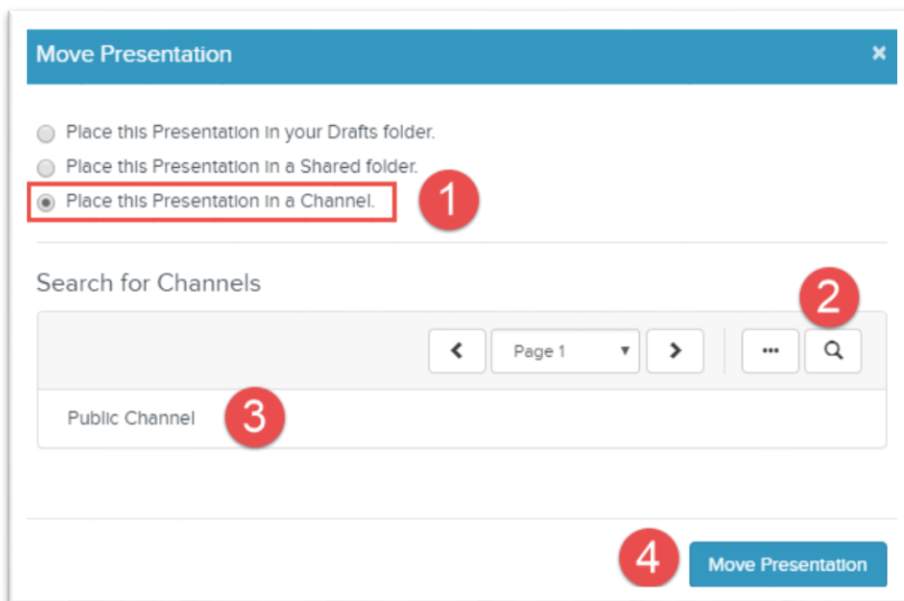 Move Presentation ×
Place this Presentation in your Drafts folder.
Place this Presentation in a Shared folder.
Place this Presentation in a Channel.
1
Search for Channels
2
Page 1
...
Public Channel
3
4
Move Presentation